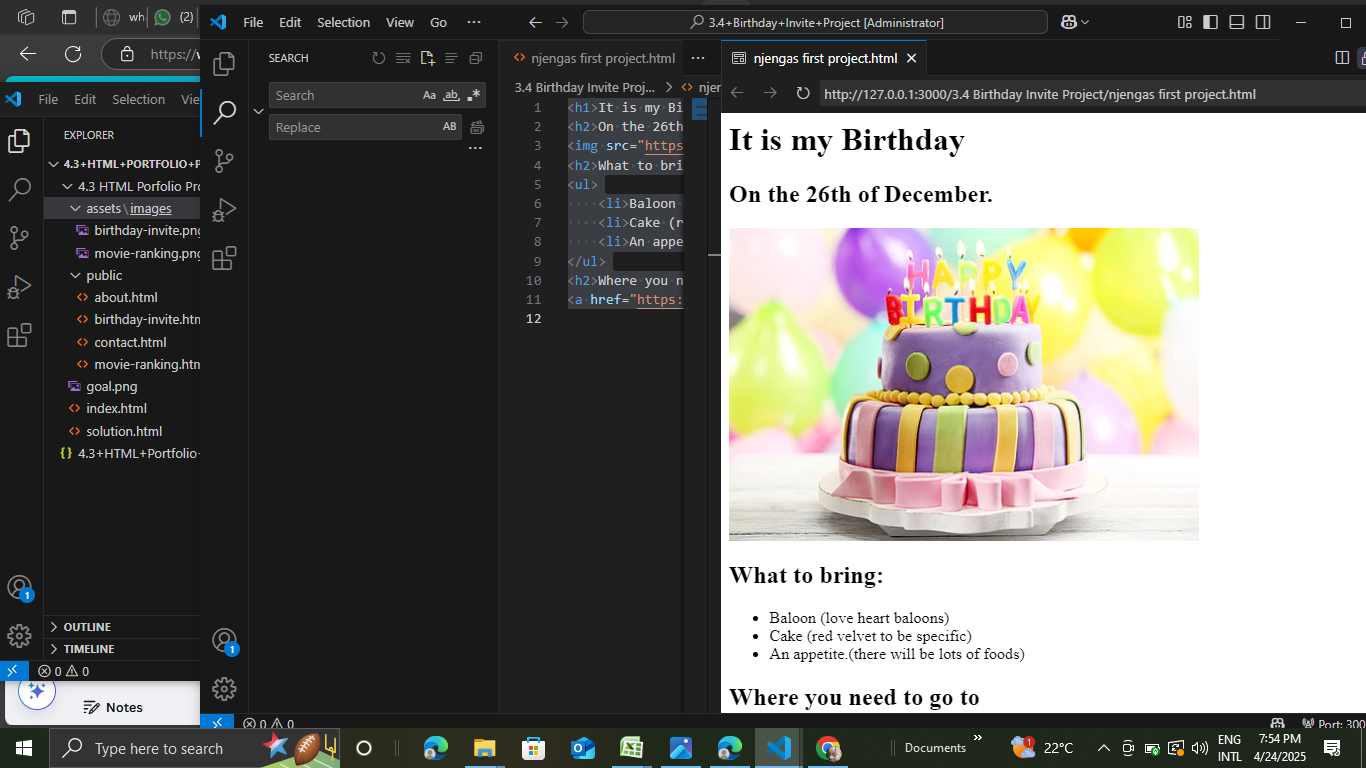 wh
(2)
https://w
File Edit Selection Vie
EXPLORER
4.3+HTML+PORTFOLIO+P
4.3 HTML Porfolio Pro
assets\images
birthday-invite.png
movie-ranking.png
public
about.html
birthday-invite.htm
contact.html
movie-ranking.htm
goal.png
index.html
solution.html
{} 4.3+HTML+Portfolio+
1
OUTLINE
TIMELINE
0 0
Notes
File Edit Selection View Go ···
3.4+Birthday+Invite+Project [Administrator]
SEARCH
Search
Aa ab .*
Replace
AB
···
1
0 0
njengas first project.html ···
3.4 Birthday Invite Proj... > njen
1 <h1>It is my Bi
2 <h2>On the 26th
3 <img src="https
4 <h2>What to bri
5 <ul>
6 <li>Baloon
7 <li>Cake (r
8 <li>An appe
9 </ul>
10 <h2>Where you n
11 <a href="https:
12
njengas first project.html
http://127.0.0.1:3000/3.4 Birthday Invite Project/njengas first project.html
It is my Birthday
On the 26th of December.
HAPPY
BIRTHDAY
What to bring:
Baloon (love heart baloons)
Cake (red velvet to be specific)
An appetite.(there will be lots of foods)
Where you need to go to
Port: 300
Type here to search
Documents
1
22°C
ENG
INTL
7:54 PM
4/24/2025